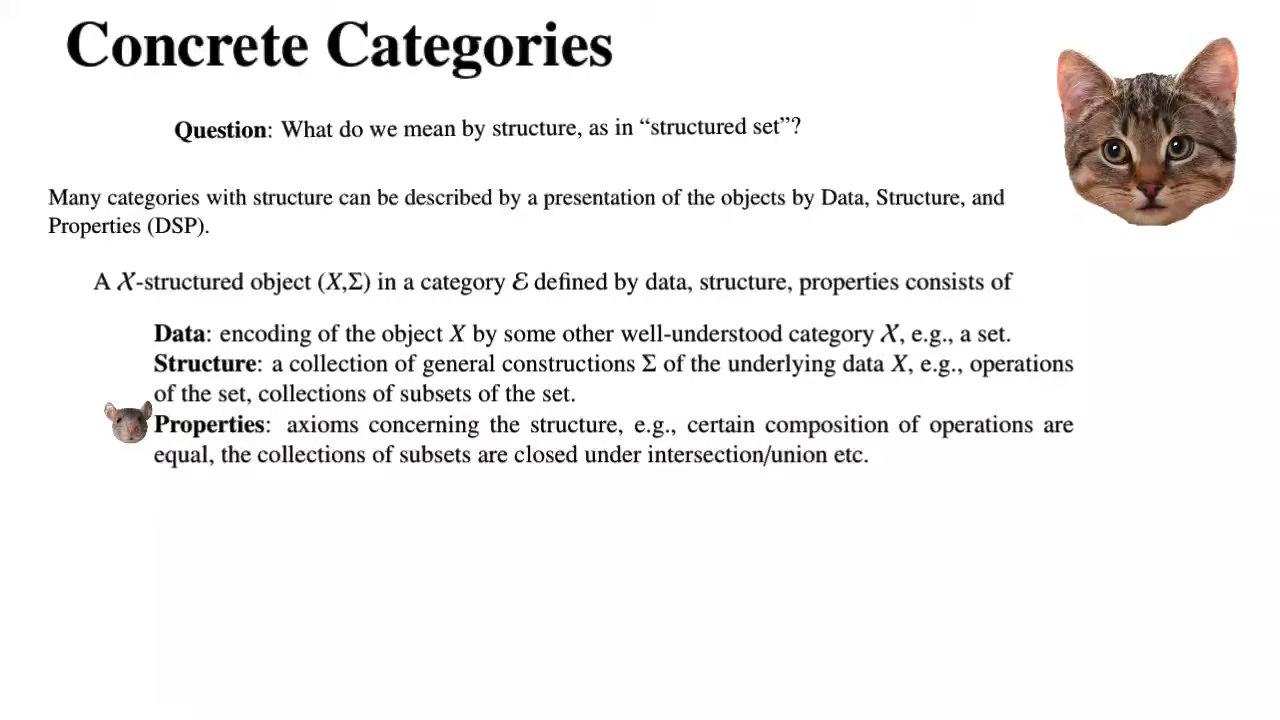 Concrete Categories
Question: What do we mean by structure, as in “structured set”?
Many categories with structure can be described by a presentation of the objects by Data, Structure, and
Properties (DSP).
A 𝒳-structured object (X,Σ) in a category ℰ defined by data, structure, properties consists of
Data: encoding of the object X by some other well-understood category 𝒳, e.g., a set.
Structure: a collection of general constructions Σ of the underlying data X, e.g., operations
of the set, collections of subsets of the set.
Properties: axioms concerning the structure, e.g., certain composition of operations are
equal, the collections of subsets are closed under intersection/union etc.